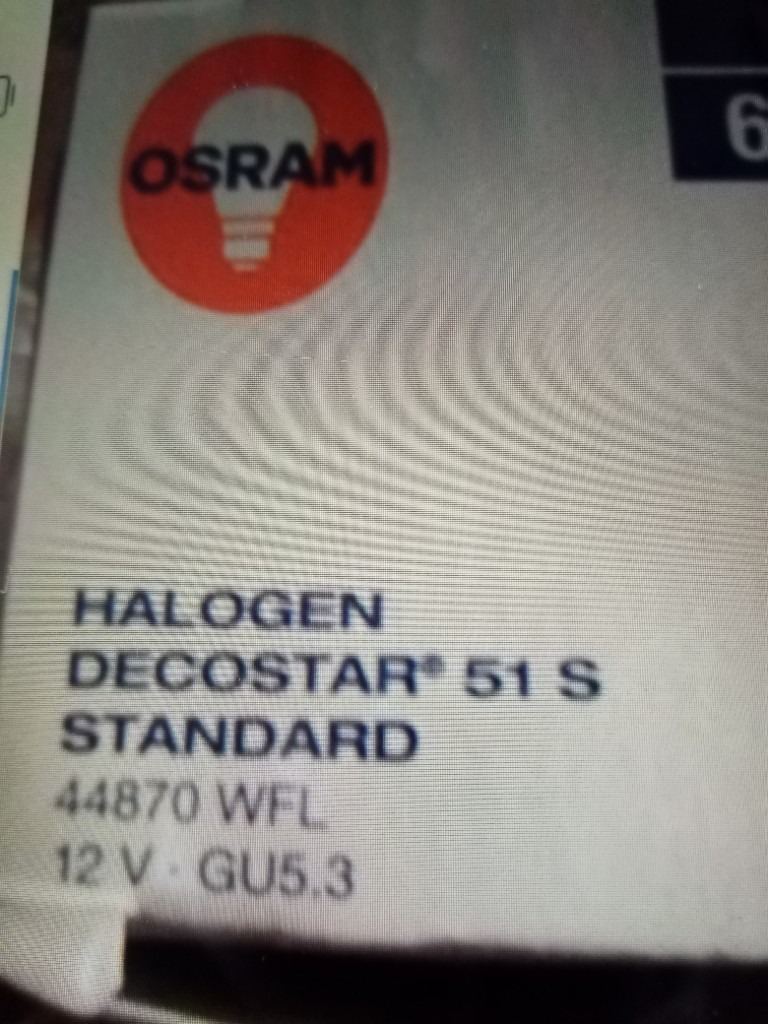 OSRAM
6
HALOGEN
DECOSTAR® 51 S
STANDARD
44870 WFL
12 V · GU5.3